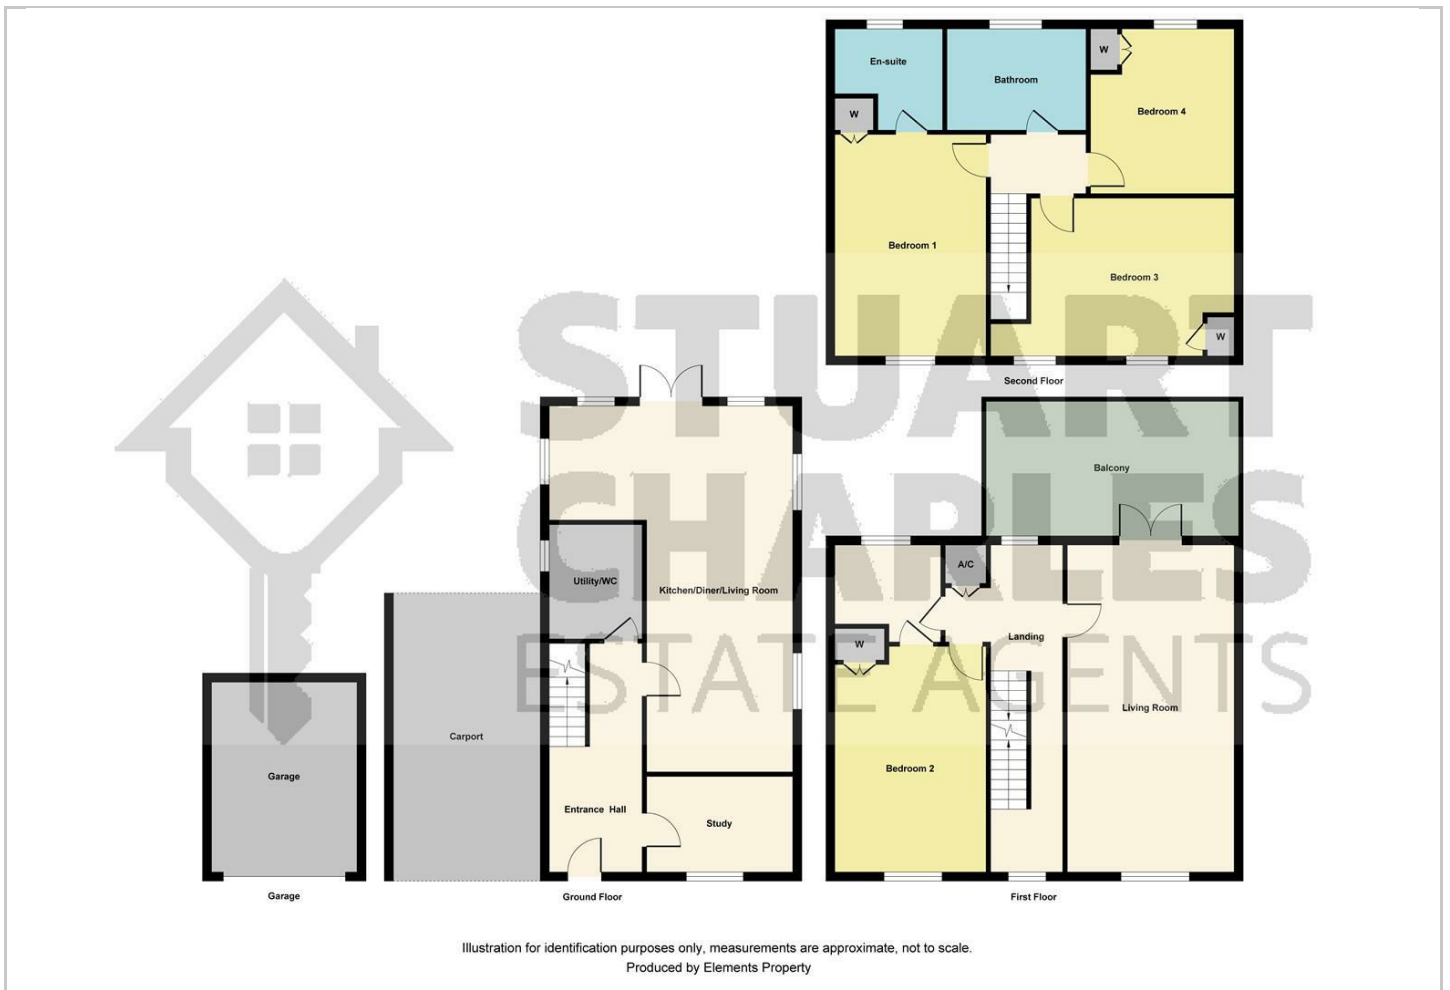 En-suite
Bathroom
W
Bedroom 4
W
Bedroom 1
Bedroom 3
W
Second Floor
STUART
CHARLES
ESTATE AGENTS
Balcony
A/C
Landing
W
Living Room
Bedroom 2
First Floor
Utility/WC
Kitchen/Diner/Living Room
Carport
Entrance Hall
Study
Ground Floor
Garage
Garage
Illustration for identification purposes only, measurements are approximate, not to scale.
Produced by Elements Property